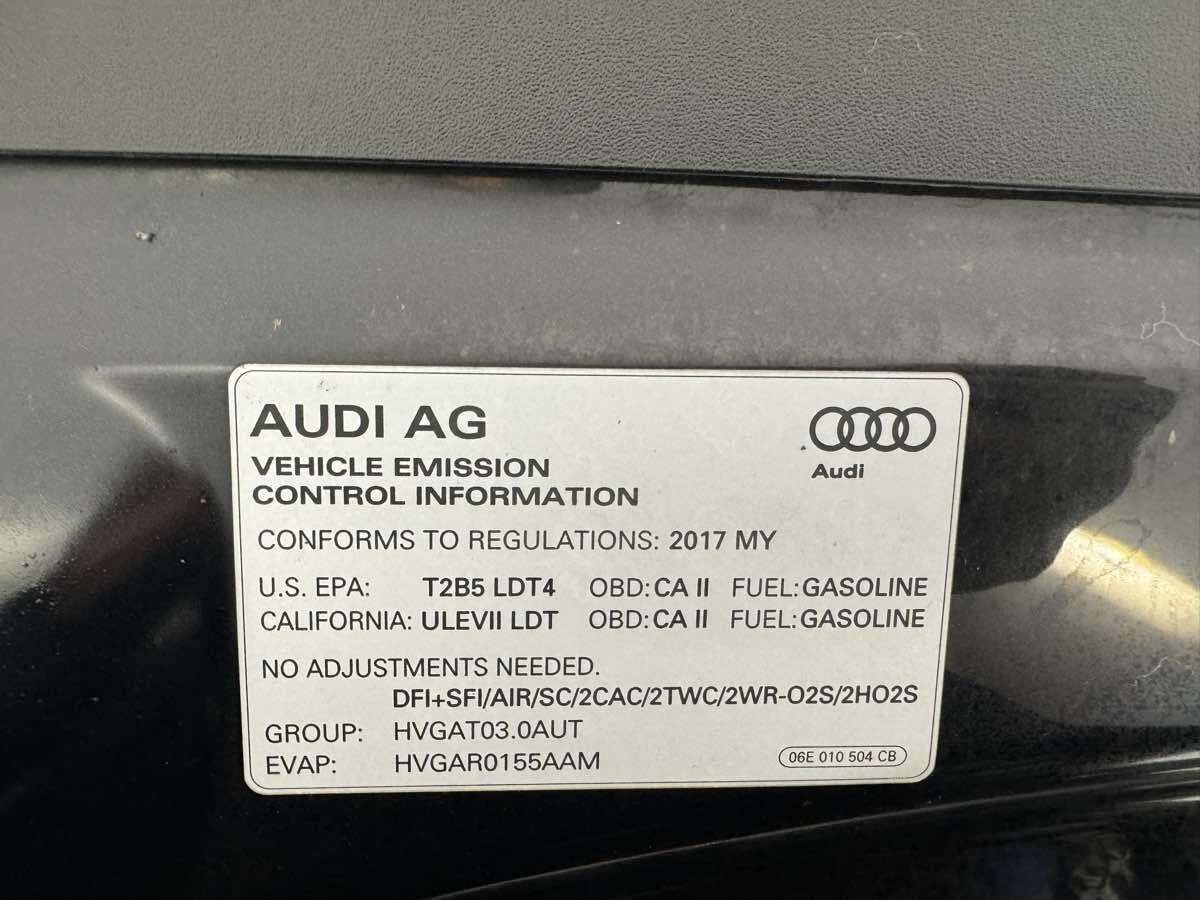 AUDI AG
Audi
VEHICLE EMISSION
CONTROL INFORMATION
CONFORMS TO REGULATIONS: 2017 MY
U.S. EPA: T2B5 LDT4 OBD: CA II FUEL: GASOLINE
CALIFORNIA: ULEVII LDT OBD: CA II FUEL: GASOLINE
NO ADJUSTMENTS NEEDED.
DFI+SFI/AIR/SC/2CAC/2TWC/2WR-O2S/2HO2S
GROUP: HVGAT03.0AUT
EVAP: HVGAR0155AAM
06E 010 504 CB